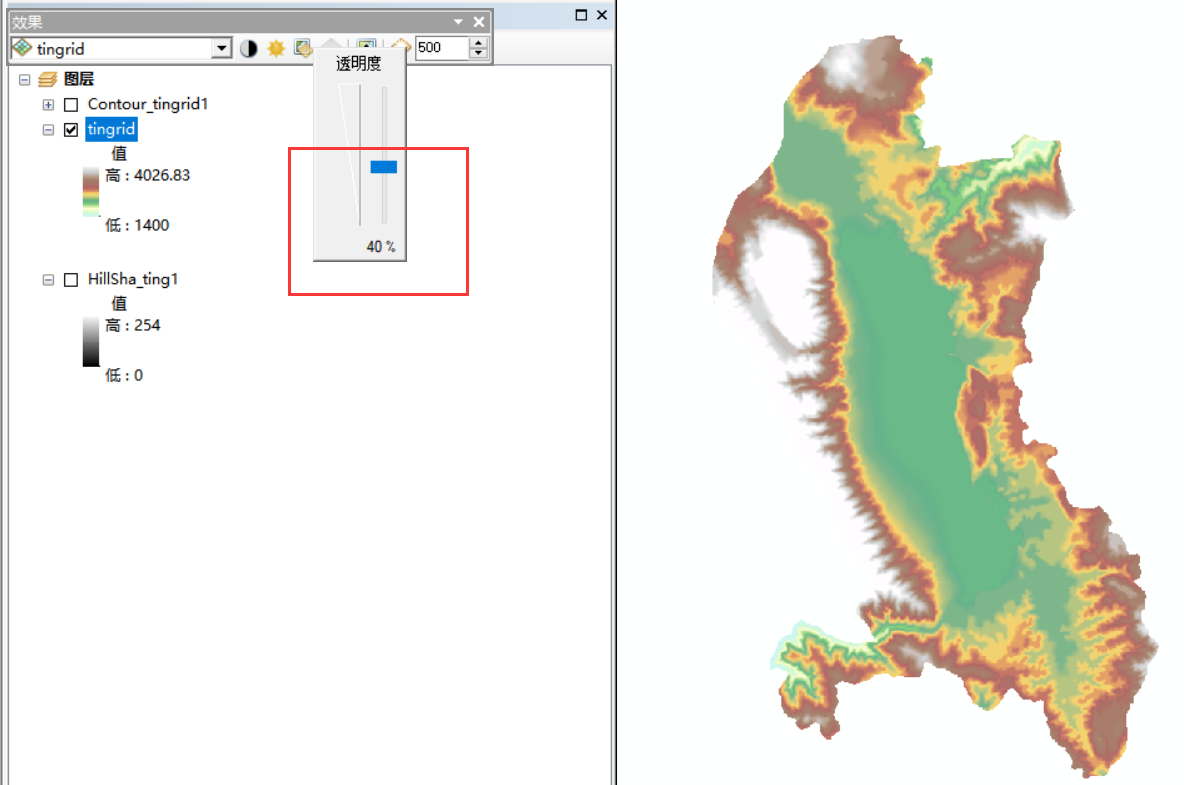 效果
tingrid
500
透明度
图层
Contour_tingrid1
tingrid
值
高 : 4026.83
低 : 1400
40 %
HillSha_ting1
值
高 : 254
低 : 0